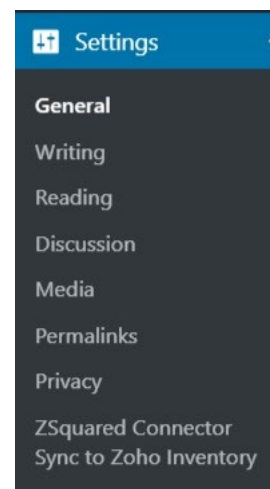 Settings
General
Writing
Reading
Discussion
Media
Permalinks
Privacy
ZSquared Connector
Sync to Zoho Inventory